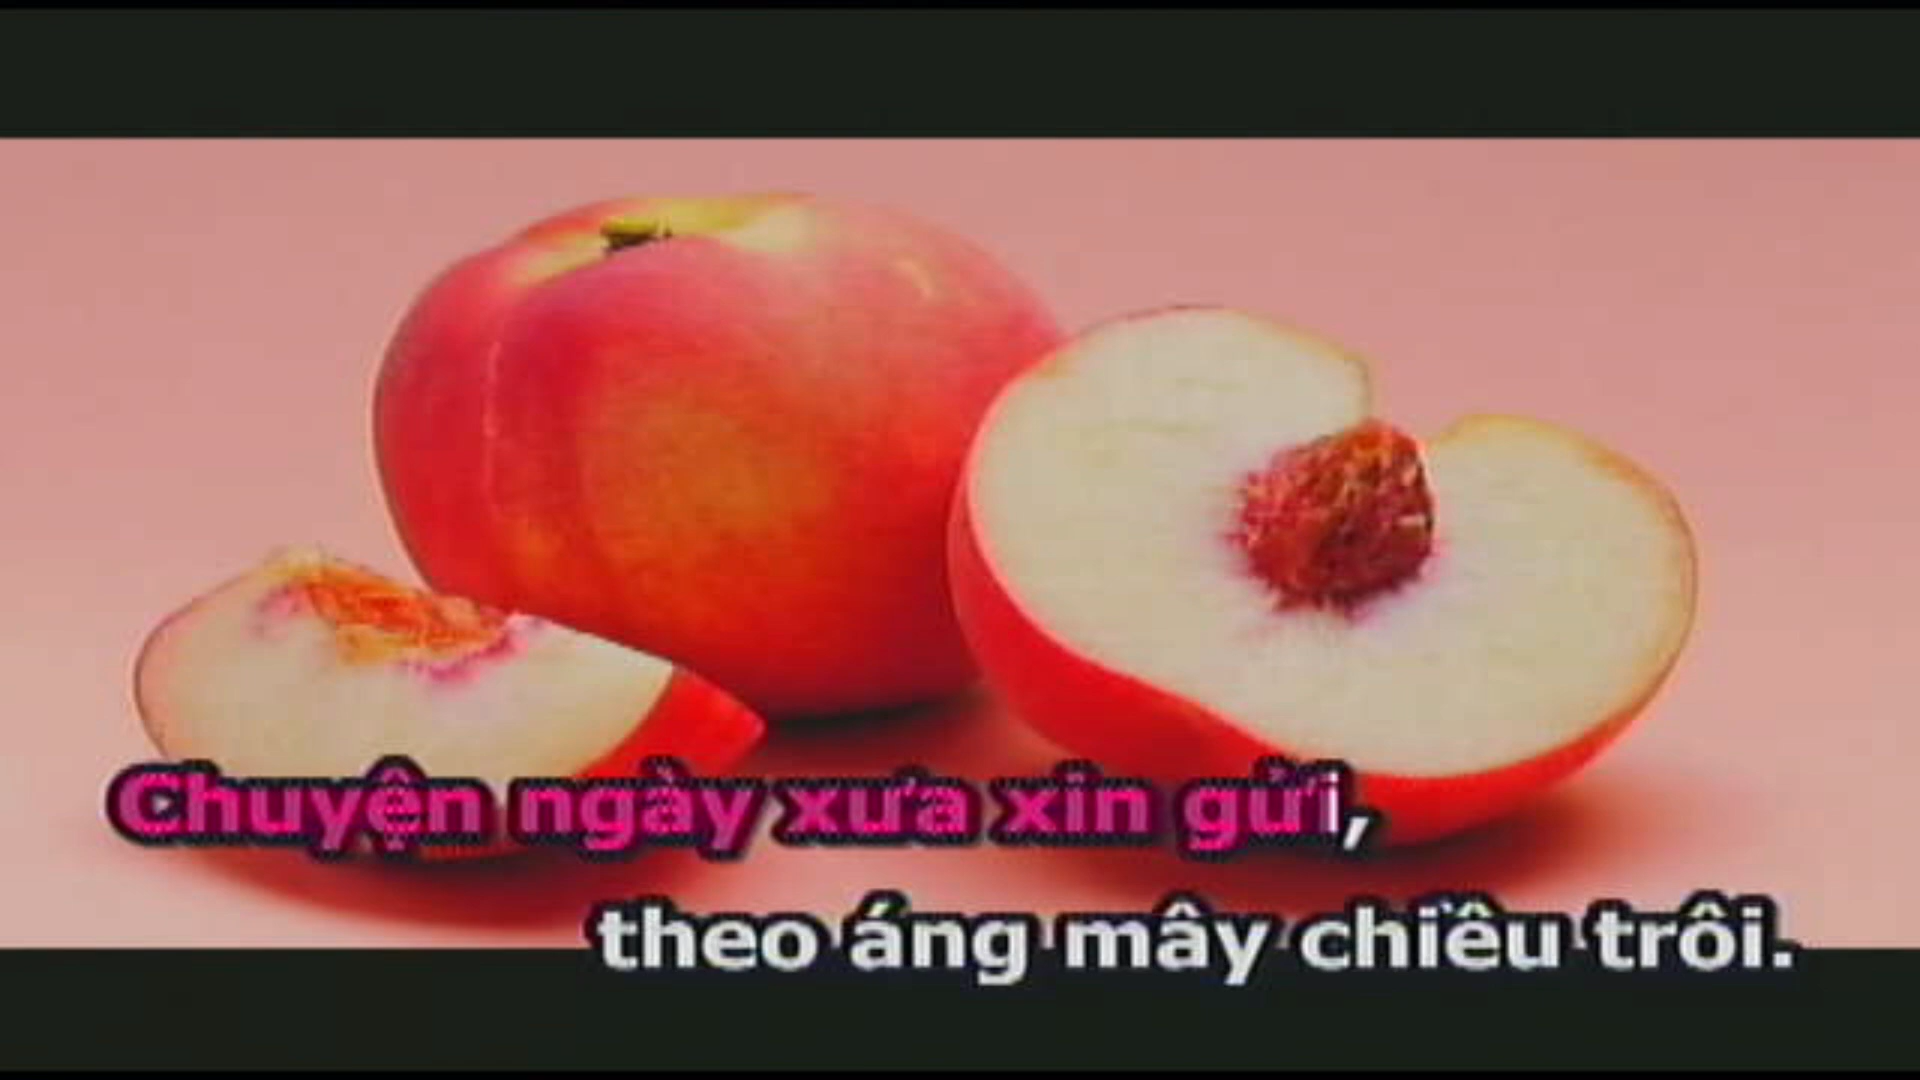 Chuyện ngày xưa xin gửi,
theo áng mây chiều trôi.